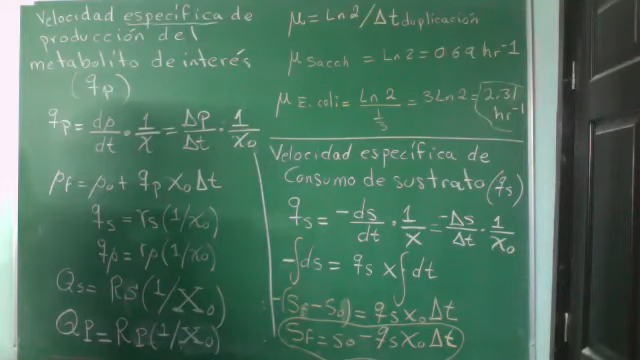 Velocidad específica de
producción del
metabolito de interés
(qp)
qp = dp/dt · 1/X = ΔP/Δt · 1/X₀
Pf = P₀ + qp X₀ Δt
qs = rs (1/X₀)
qp = rp (1/X₀)
Qs = Rs (1/X₀)
QP = RP (1/X₀)
μ = Ln2/Δt duplicación
μ Sacch = Ln2 = 0.69 hr⁻¹
μ E. coli = Ln2 / 1/3 = 3Ln2 = 2.31 hr⁻¹
Velocidad específica de
Consumo de sustrato (qs)
qs = -ds/dt · 1/X = -Δs/Δt · 1/X₀
-∫ds = qs X ∫dt
-(Sf - S₀) = qs X₀ Δt
Sf = S₀ - qs X₀ Δt